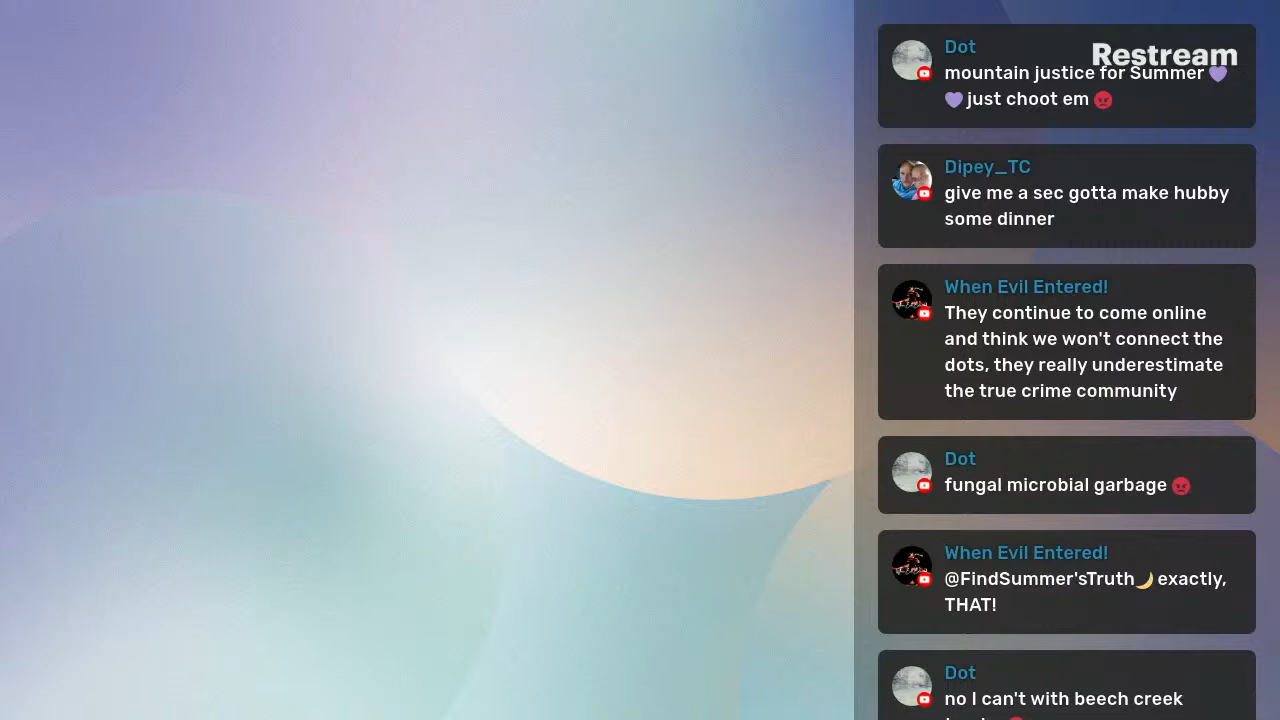 Restream
Dot
mountain justice for Summer 💜
💜 just choot em 😡
Dipey_TC
give me a sec gotta make hubby
some dinner
When Evil Entered!
They continue to come online
and think we won't connect the
dots, they really underestimate
the true crime community
Dot
fungal microbial garbage 😡
When Evil Entered!
@FindSummer'sTruth🌙 exactly,
THAT!
Dot
no I can't with beech creek